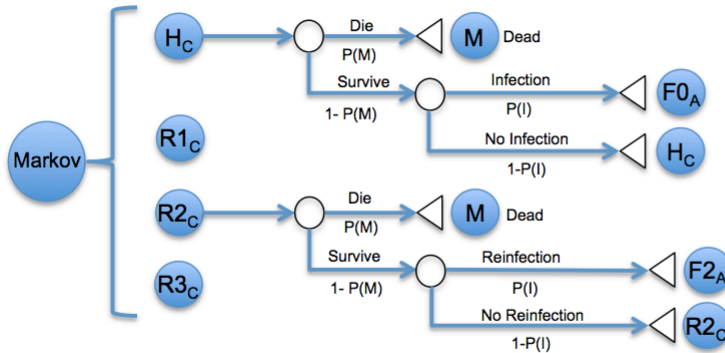 Markov
H_C
Die
P(M)
M
Dead
Survive
1- P(M)
Infection
P(I)
F0_A
No Infection
1-P(I)
H_C
R1_C
R2_C
Die
P(M)
M
Dead
Survive
1- P(M)
Reinfection
P(I)
F2_A
No Reinfection
1-P(I)
R2_C
R3_C